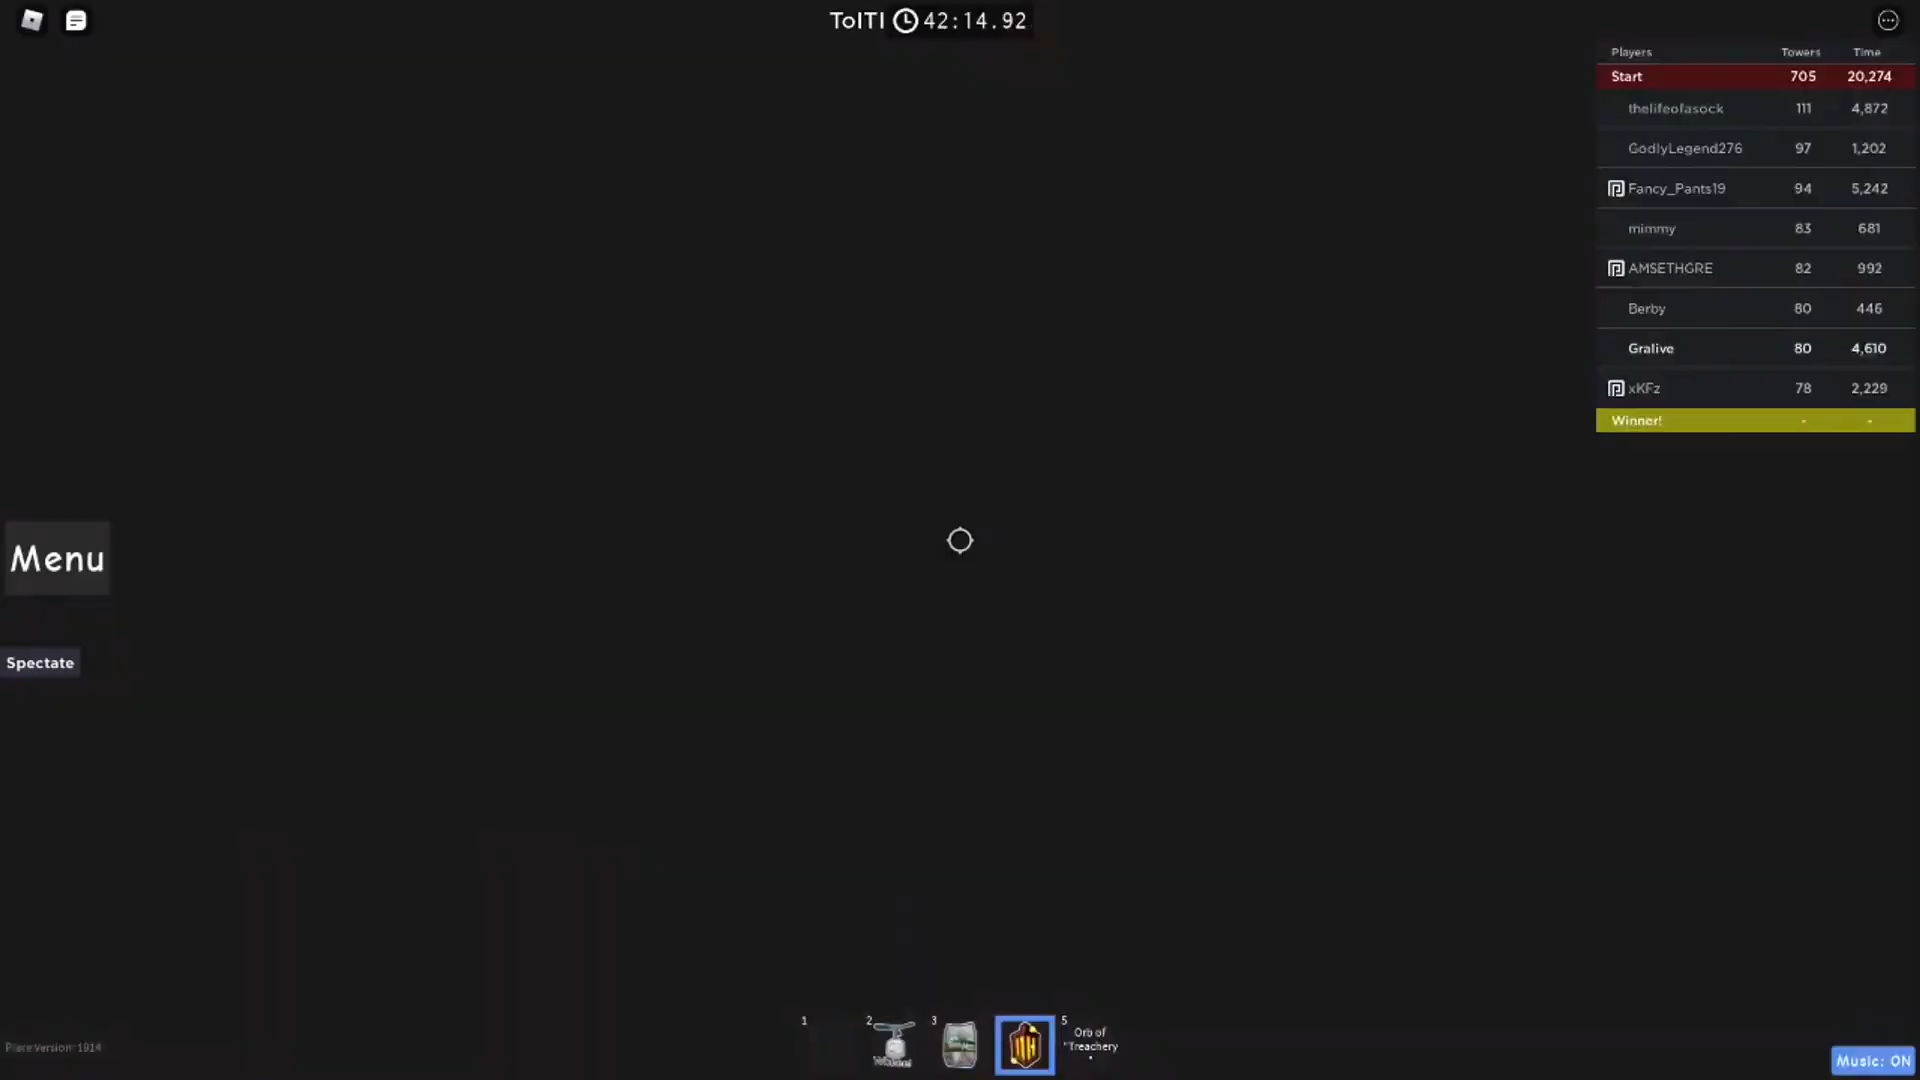 ToITI 42:14.92
Players Towers Time
Start 705 20,274
thelifeofasock 111 4,872
GodlyLegend276 97 1,202
Fancy_Pants19 94 5,242
mimmy 83 681
AMSETHGRE 82 992
Berby 80 446
Gralive 80 4,610
xKFz 78 2,229
Winner! - -
Menu
Spectate
1
2
3
5
Orb of
"Treachery
Place Version: 1914
Music: ON